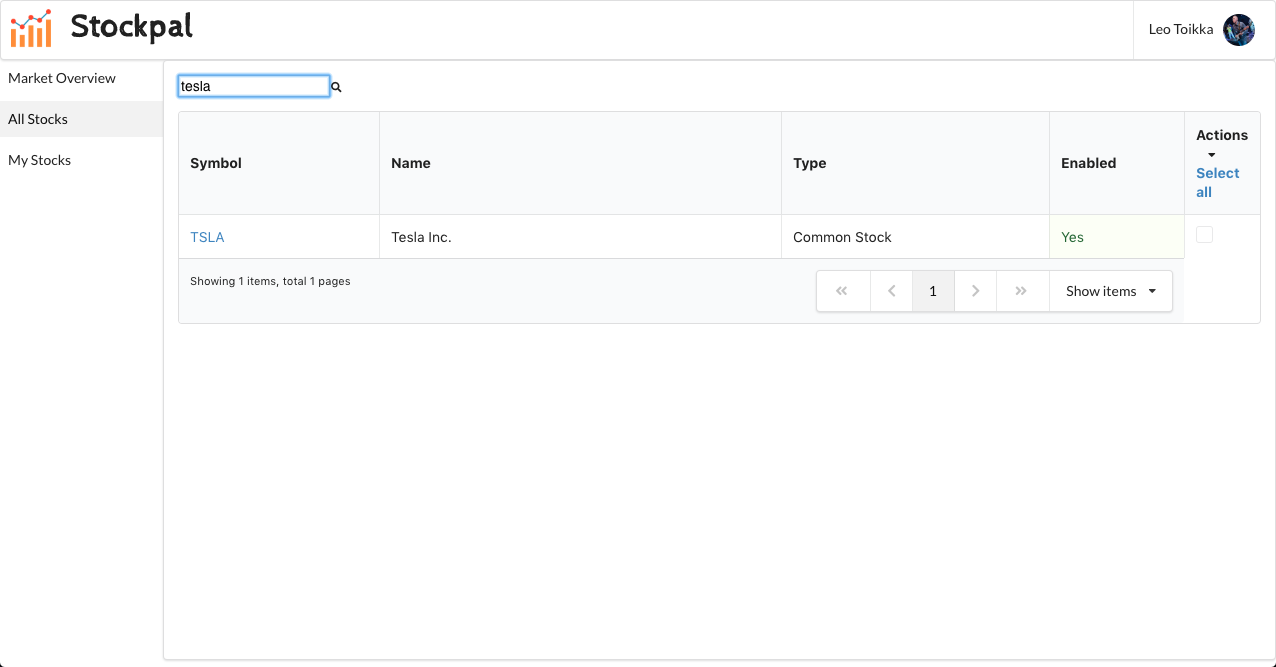 Stockpal
Leo Toikka
Market Overview
All Stocks
My Stocks
tesla
Symbol Name Type Enabled Actions
Select
all
TSLA Tesla Inc. Common Stock Yes
Showing 1 items, total 1 pages
« ‹ 1 › » Show items